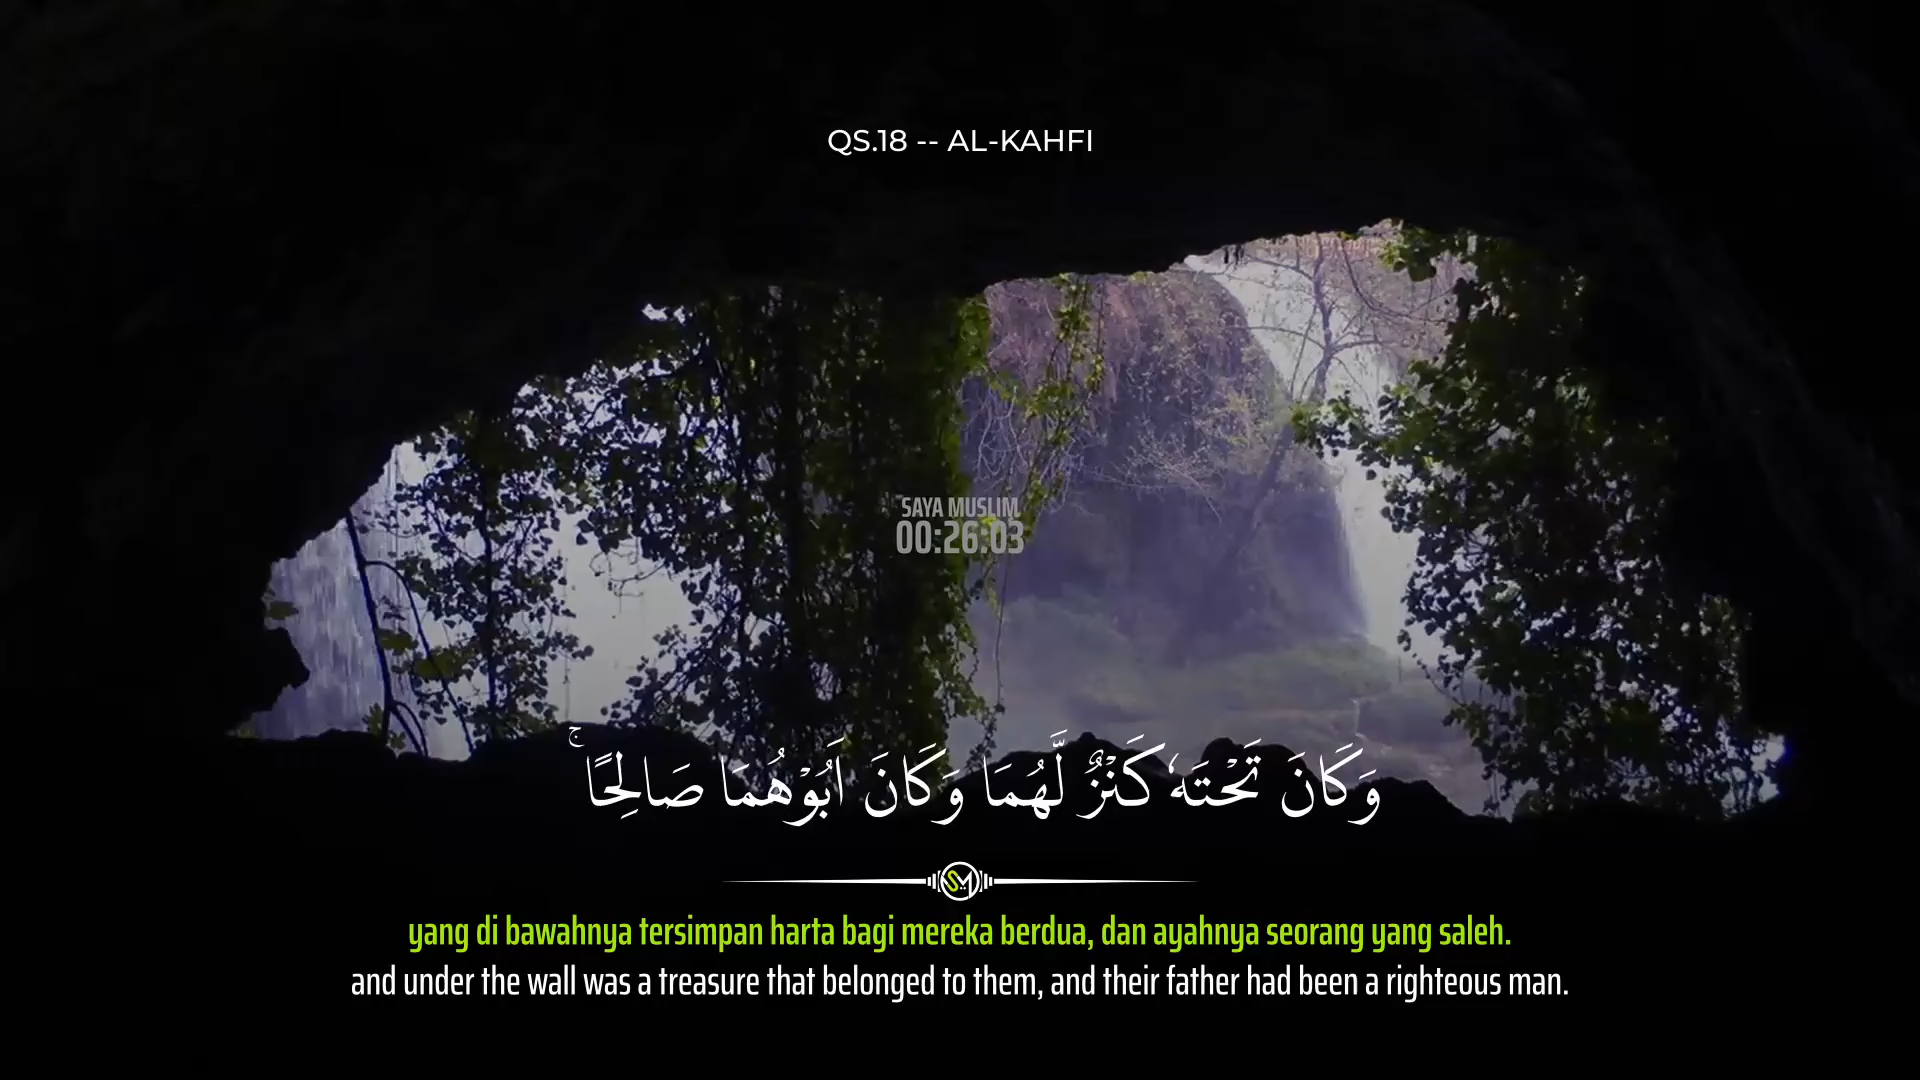 QS.18 -- AL-KAHFI
SAYA MUSLIM
00:26:03
وَكَانَ تَحْتَهٗ كَنْزٌ لَّهُمَا وَكَانَ اَبُوْهُمَا صَالِحًا ۚ
SM
yang di bawahnya tersimpan harta bagi mereka berdua, dan ayahnya seorang yang saleh.
and under the wall was a treasure that belonged to them, and their father had been a righteous man.